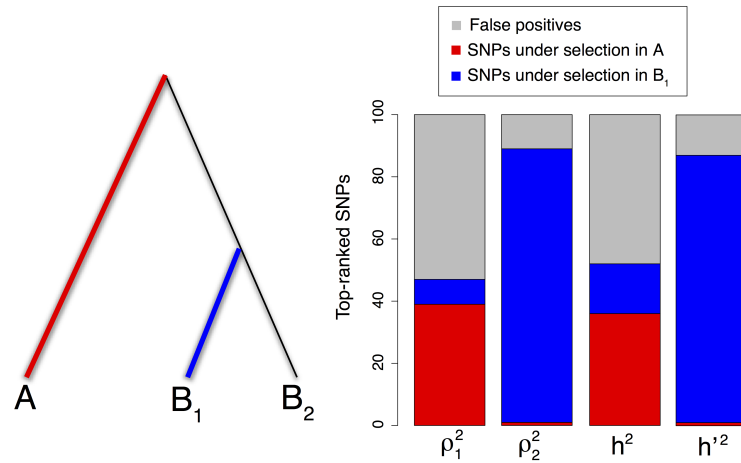 False positives
SNPs under selection in A
SNPs under selection in B₁
Top-ranked SNPs
100
80
60
40
20
0
A
B₁
B₂
ρ₁²
ρ₂²
h²
h'²